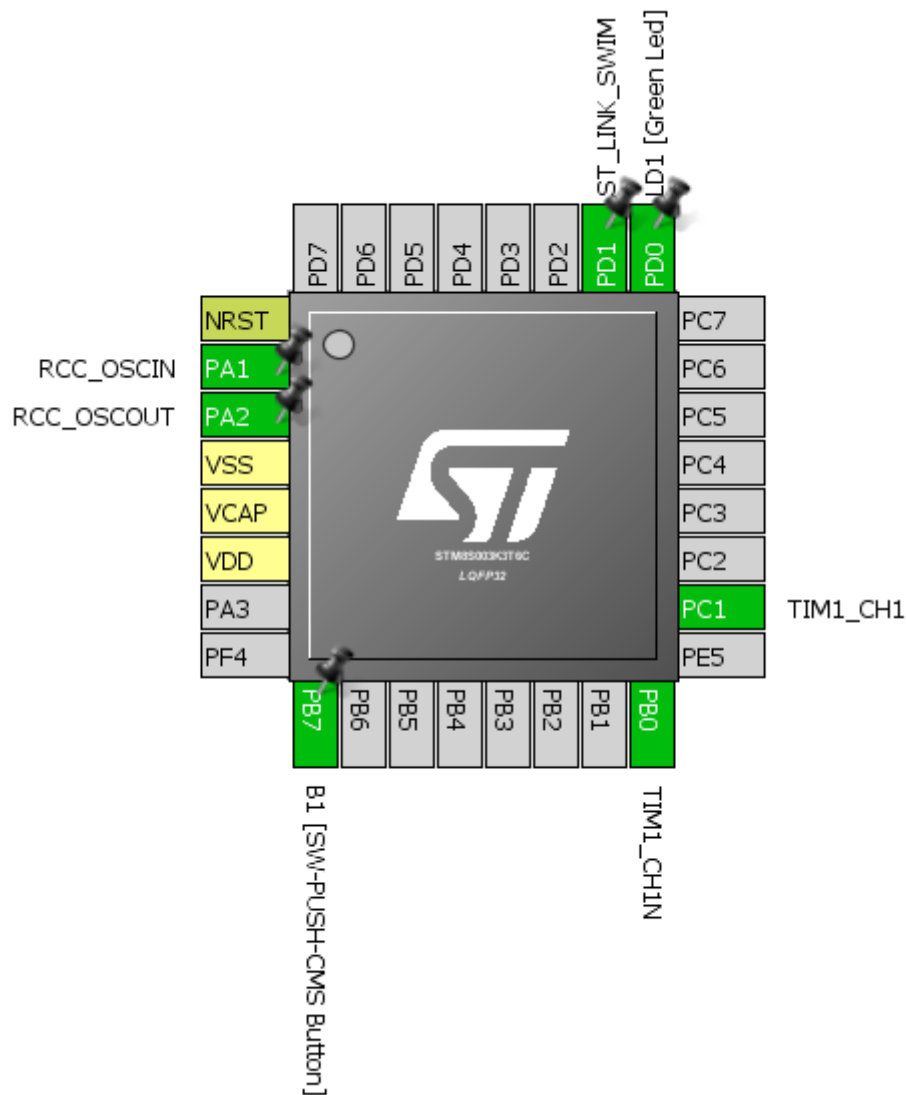 ST_LINK_SWIM
LD1 [Green Led]
PD7
PD6
PD5
PD4
PD3
PD2
PD1
PD0
NRST
PC7
RCC_OSCIN
PA1
PC6
RCC_OSCOUT
PA2
PC5
VSS
PC4
VCAP
PC3
VDD
PC2
PA3
PC1
TIM1_CH1
PF4
PE5
STM8S003K3T6C
LQFP32
PB7
PB6
PB5
PB4
PB3
PB2
PB1
PB0
B1 [SW-PUSH-CMS Button]
TIM1_CH1N